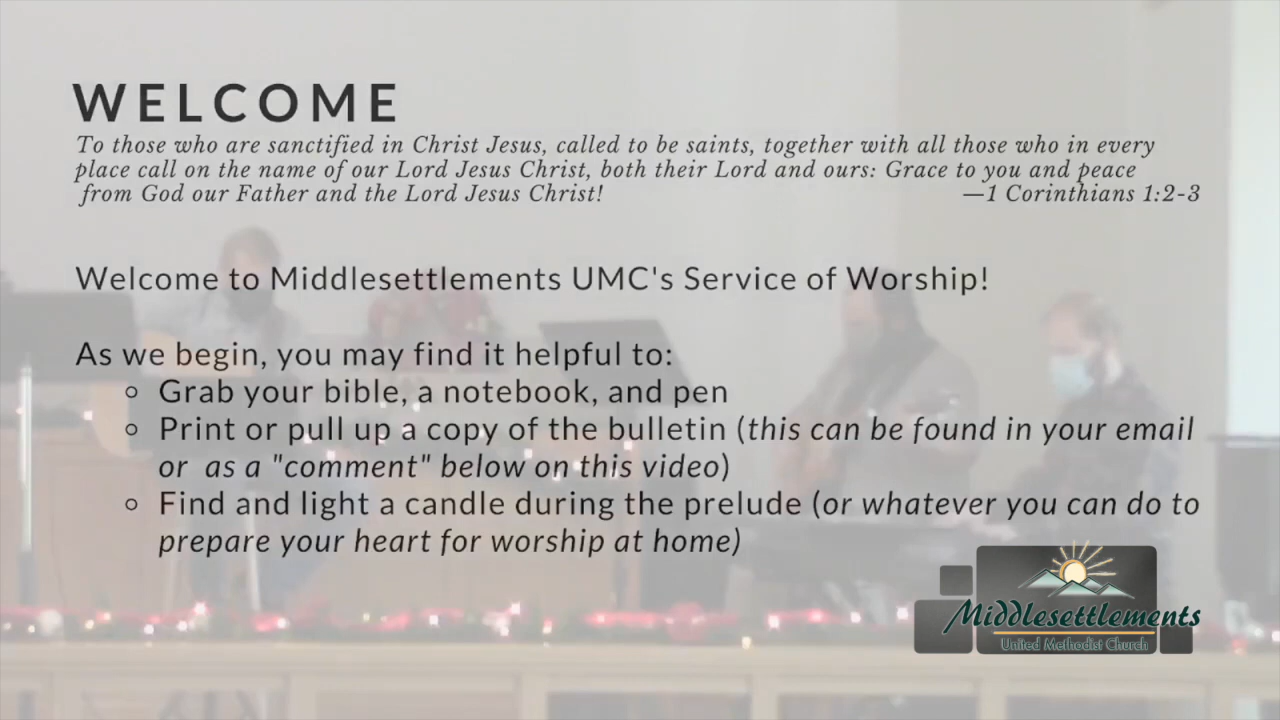 WELCOME
To those who are sanctified in Christ Jesus, called to be saints, together with all those who in every
place call on the name of our Lord Jesus Christ, both their Lord and ours: Grace to you and peace
from God our Father and the Lord Jesus Christ! —1 Corinthians 1:2-3
Welcome to Middlesettlements UMC's Service of Worship!
As we begin, you may find it helpful to:
Grab your bible, a notebook, and pen
Print or pull up a copy of the bulletin (this can be found in your email
or as a "comment" below on this video)
Find and light a candle during the prelude (or whatever you can do to
prepare your heart for worship at home)
Middlesettlements
United Methodist Church